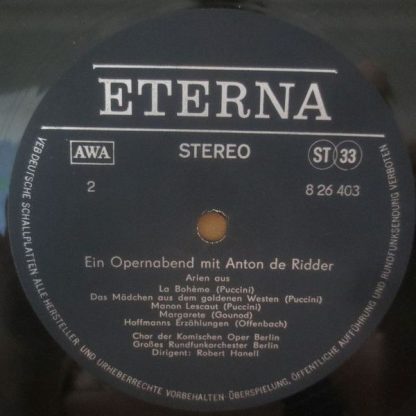 ETERNA
AWA
STEREO
ST 33
2
8 26 403
Ein Opernabend mit Anton de Ridder
Arien aus
La Bohème (Puccini)
Das Mädchen aus dem goldenen Westen (Puccini)
Manon Lescaut (Puccini)
Margarete (Gounod)
Hoffmanns Erzählungen (Offenbach)
Chor der Komischen Oper Berlin
Großes Rundfunkorchester Berlin
Dirigent: Robert Hanell
VEB DEUTSCHE SCHALLPLATTEN ALLE HERSTELLER- UND URHEBERRECHTE VORBEHALTEN · ÜBERSPIELUNG, ÖFFENTLICHE AUFFÜHRUNG UND RUNDFUNKSENDUNG VERBOTEN